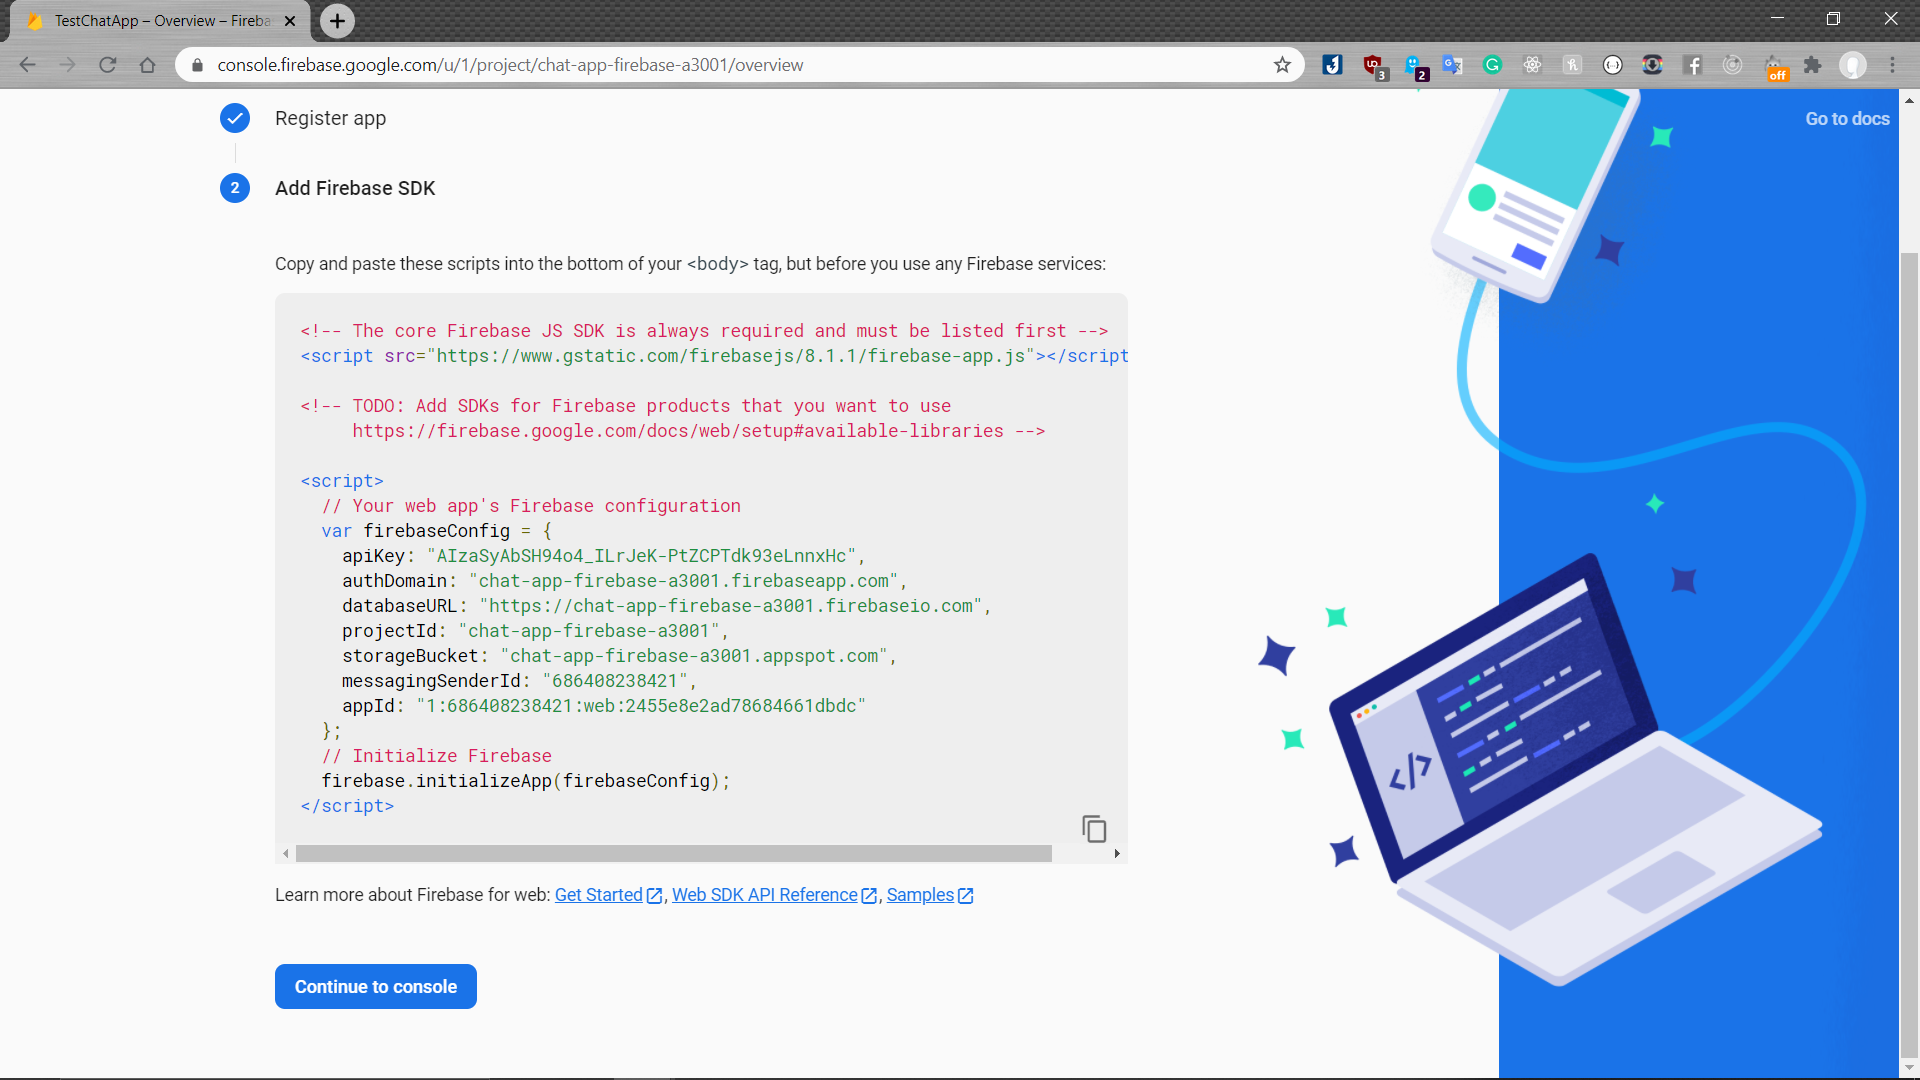 TestChatApp – Overview – Fireba
console.firebase.google.com/u/1/project/chat-app-firebase-a3001/overview
3
2
off
Register app
Go to docs
2
Add Firebase SDK
Copy and paste these scripts into the bottom of your <body> tag, but before you use any Firebase services:
<!-- The core Firebase JS SDK is always required and must be listed first -->
<script src="https://www.gstatic.com/firebasejs/8.1.1/firebase-app.js"></script
<!-- TODO: Add SDKs for Firebase products that you want to use
https://firebase.google.com/docs/web/setup#available-libraries -->
<script>
// Your web app's Firebase configuration
var firebaseConfig = {
apiKey: "AIzaSyAbSH94o4_ILrJeK-PtZCPTdk93eLnnxHc",
authDomain: "chat-app-firebase-a3001.firebaseapp.com",
databaseURL: "https://chat-app-firebase-a3001.firebaseio.com",
projectId: "chat-app-firebase-a3001",
storageBucket: "chat-app-firebase-a3001.appspot.com",
messagingSenderId: "686408238421",
appId: "1:686408238421:web:2455e8e2ad78684661dbdc"
};
// Initialize Firebase
firebase.initializeApp(firebaseConfig);
</script>
</>
Learn more about Firebase for web: Get Started, Web SDK API Reference, Samples
Continue to console